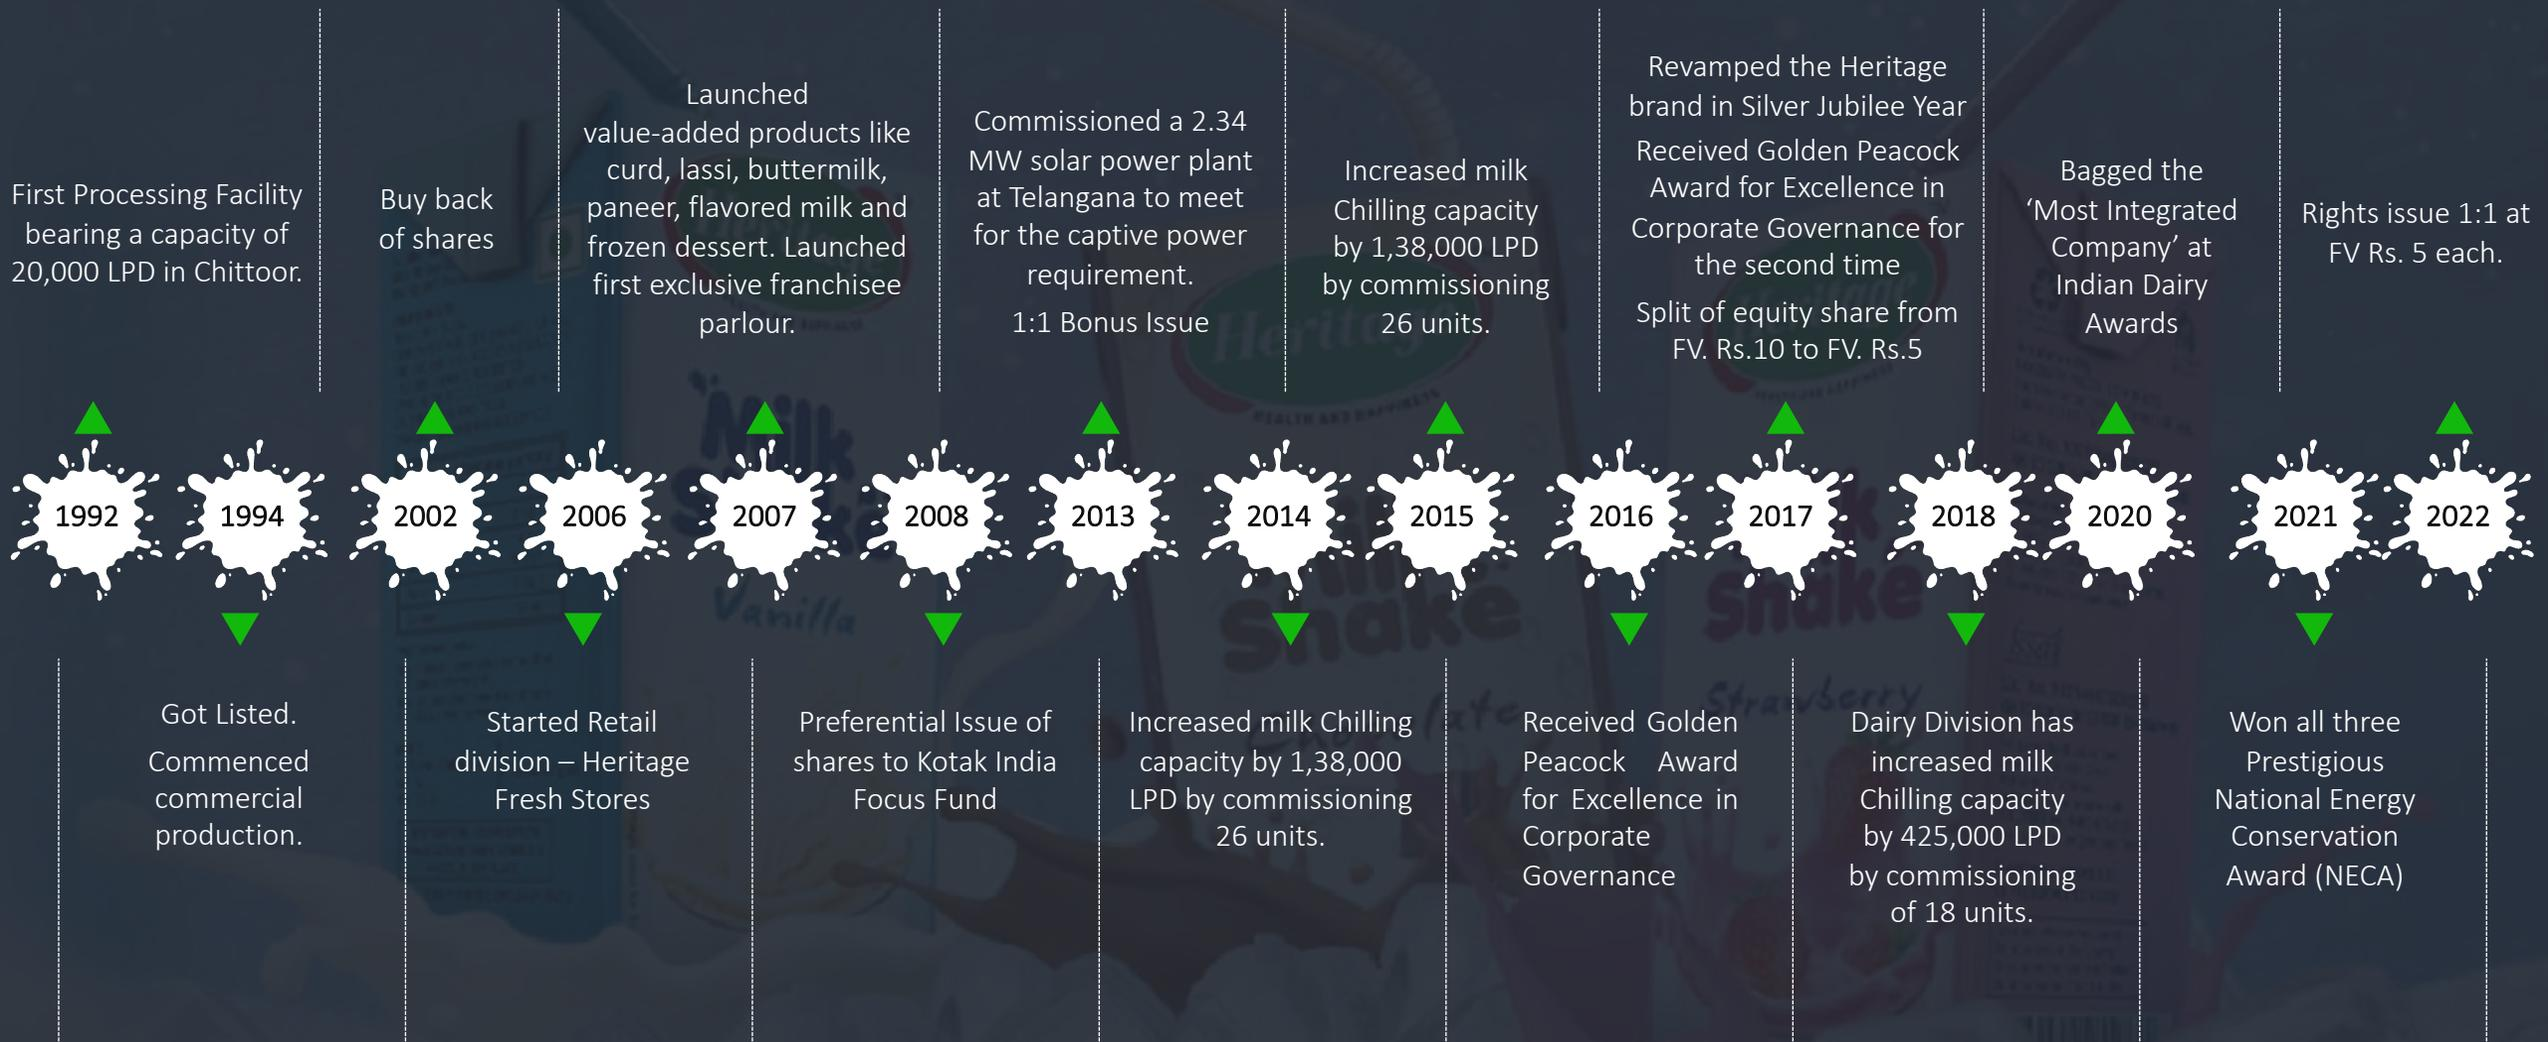 First Processing Facility
bearing a capacity of
20,000 LPD in Chittoor.
Buy back
of shares
Launched
value-added products like
curd, lassi, buttermilk,
paneer, flavored milk and
frozen dessert. Launched
first exclusive franchisee
parlour.
Commissioned a 2.34
MW solar power plant
at Telangana to meet
for the captive power
requirement.
1:1 Bonus Issue
Increased milk
Chilling capacity
by 1,38,000 LPD
by commissioning
26 units.
Revamped the Heritage
brand in Silver Jubilee Year
Received Golden Peacock
Award for Excellence in
Corporate Governance for
the second time
Split of equity share from
FV. Rs.10 to FV. Rs.5
Bagged the
‘Most Integrated
Company’ at
Indian Dairy
Awards
Rights issue 1:1 at
FV Rs. 5 each.
1992
1994
2002
2006
2007
2008
2013
2014
2015
2016
2017
2018
2020
2021
2022
Got Listed.
Commenced
commercial
production.
Started Retail
division – Heritage
Fresh Stores
Preferential Issue of
shares to Kotak India
Focus Fund
Increased milk Chilling
capacity by 1,38,000
LPD by commissioning
26 units.
Received Golden
Peacock Award
for Excellence in
Corporate
Governance
Dairy Division has
increased milk
Chilling capacity
by 425,000 LPD
by commissioning
of 18 units.
Won all three
Prestigious
National Energy
Conservation
Award (NECA)
Heritage
HEALTH AND HAPPINESS
Milk
Shake
Vanilla
Heritage
Shake
Strawberry